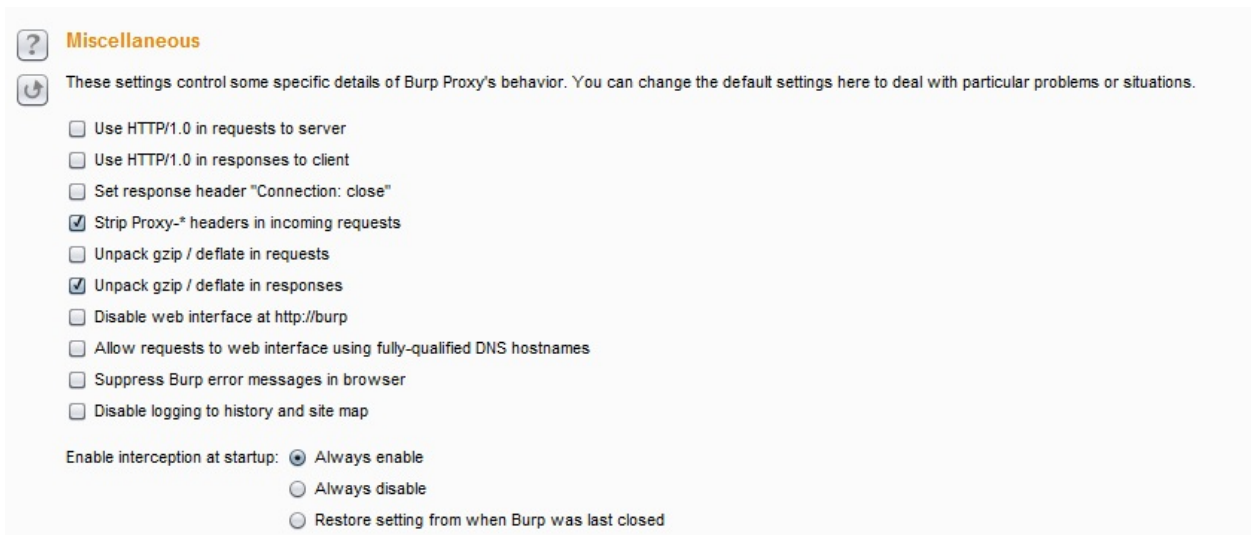 Miscellaneous
These settings control some specific details of Burp Proxy's behavior. You can change the default settings here to deal with particular problems or situations.
Use HTTP/1.0 in requests to server
Use HTTP/1.0 in responses to client
Set response header "Connection: close"
Strip Proxy-* headers in incoming requests
Unpack gzip / deflate in requests
Unpack gzip / deflate in responses
Disable web interface at http://burp
Allow requests to web interface using fully-qualified DNS hostnames
Suppress Burp error messages in browser
Disable logging to history and site map
Enable interception at startup: Always enable
Always disable
Restore setting from when Burp was last closed